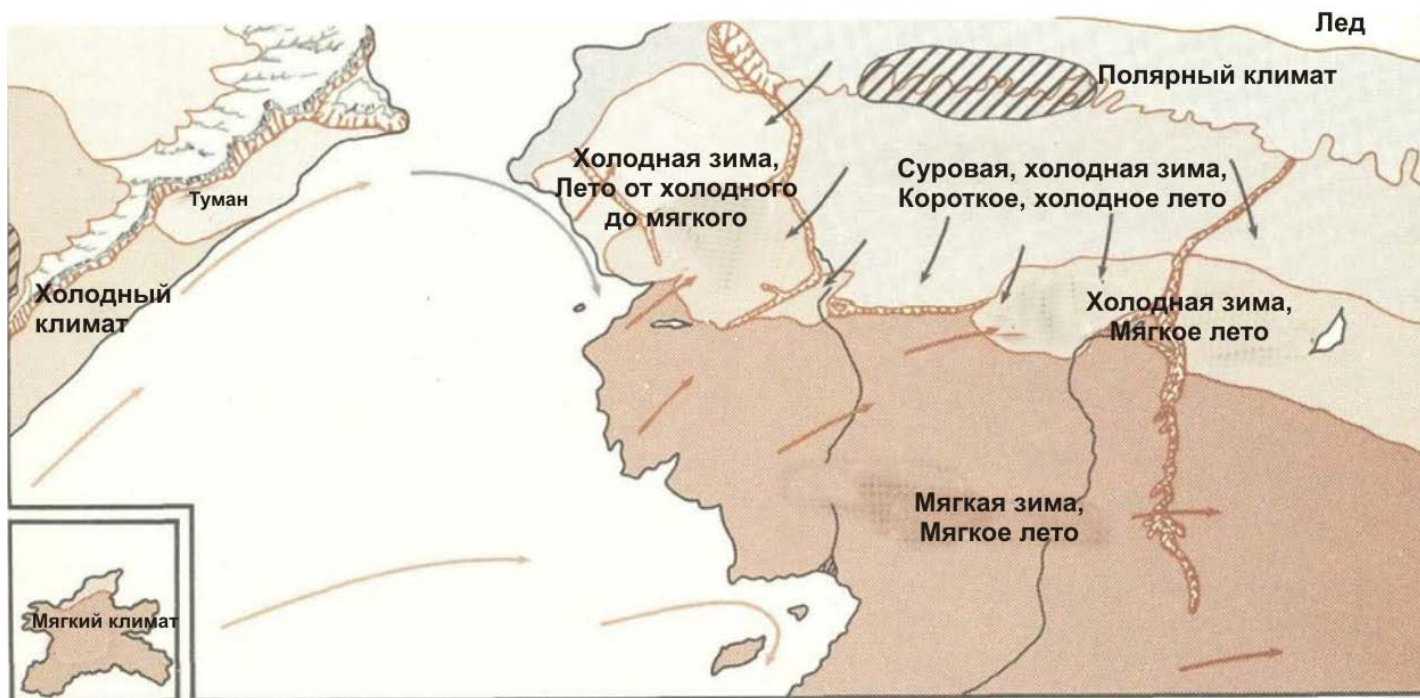 Лед
Полярный климат
Холодная зима,
Лето от холодного
до мягкого
Суровая, холодная зима,
Короткое, холодное лето
Туман
Холодный
климат
Холодная зима,
Мягкое лето
Мягкая зима,
Мягкое лето
Мягкий климат